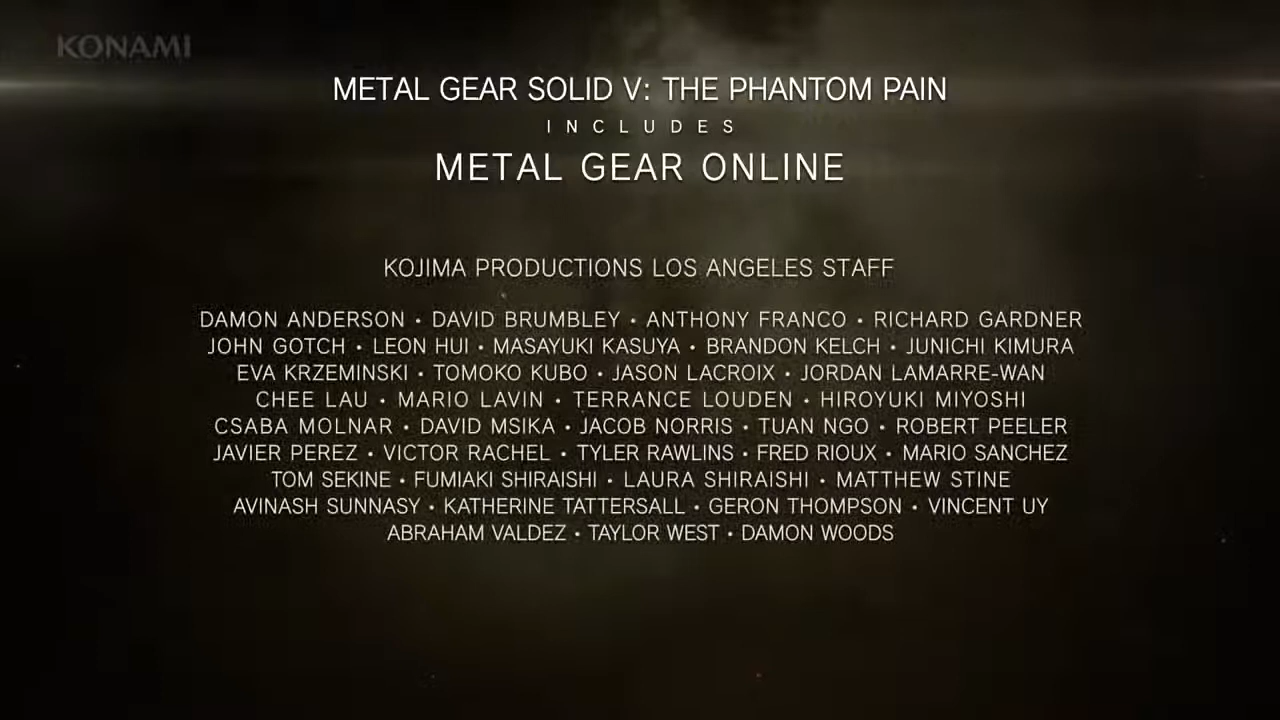 KONAMI
METAL GEAR SOLID V: THE PHANTOM PAIN
INCLUDES
METAL GEAR ONLINE
KOJIMA PRODUCTIONS LOS ANGELES STAFF
DAMON ANDERSON • DAVID BRUMBLEY • ANTHONY FRANCO • RICHARD GARDNER
JOHN GOTCH • LEON HUI • MASAYUKI KASUYA • BRANDON KELCH • JUNICHI KIMURA
EVA KRZEMINSKI • TOMOKO KUBO • JASON LACROIX • JORDAN LAMARRE-WAN
CHEE LAU • MARIO LAVIN • TERRANCE LOUDEN • HIROYUKI MIYOSHI
CSABA MOLNAR • DAVID MSIKA • JACOB NORRIS • TUAN NGO • ROBERT PEELER
JAVIER PEREZ • VICTOR RACHEL • TYLER RAWLINS • FRED RIOUX • MARIO SANCHEZ
TOM SEKINE • FUMIAKI SHIRAISHI • LAURA SHIRAISHI • MATTHEW STINE
AVINASH SUNNASY • KATHERINE TATTERSALL • GERON THOMPSON • VINCENT UY
ABRAHAM VALDEZ • TAYLOR WEST • DAMON WOODS